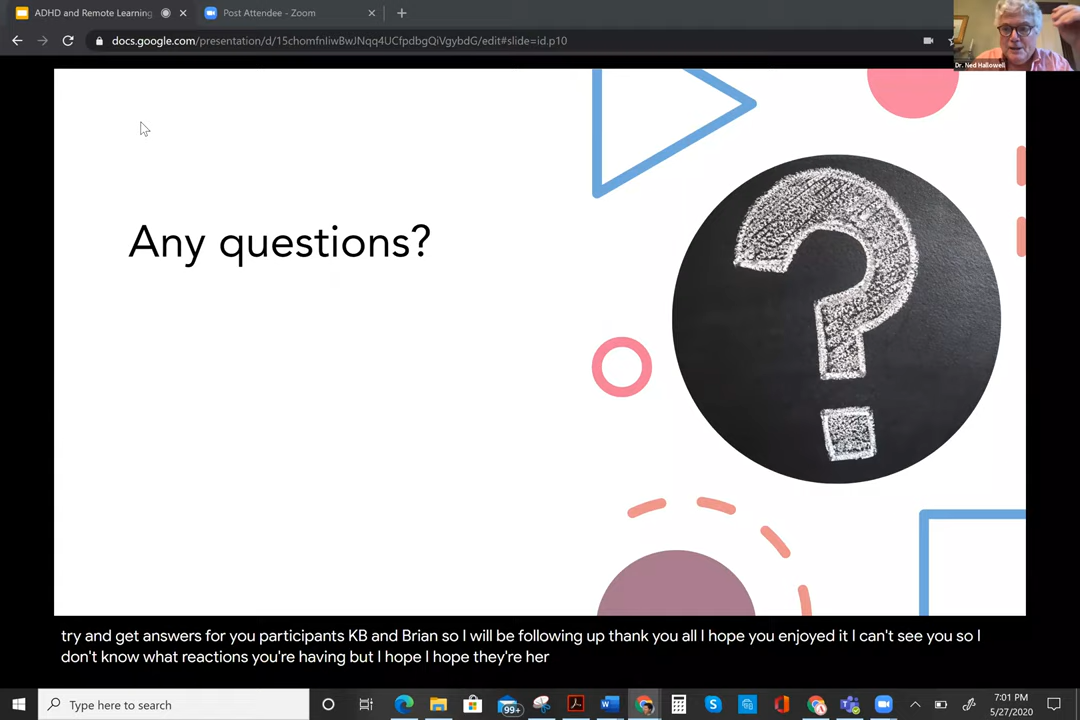 ADHD and Remote Learning
Post Attendee - Zoom
docs.google.com/presentation/d/15chomfnIiwBwJNqq4UCfpdbgQiVgybdG/edit#slide=id.p10
Dr. Ned Hallowell
Any questions?
try and get answers for you participants KB and Brian so I will be following up thank you all I hope you enjoyed it I can't see you so I
don't know what reactions you're having but I hope I hope they're her
Type here to search
99+
7:01 PM
5/27/2020